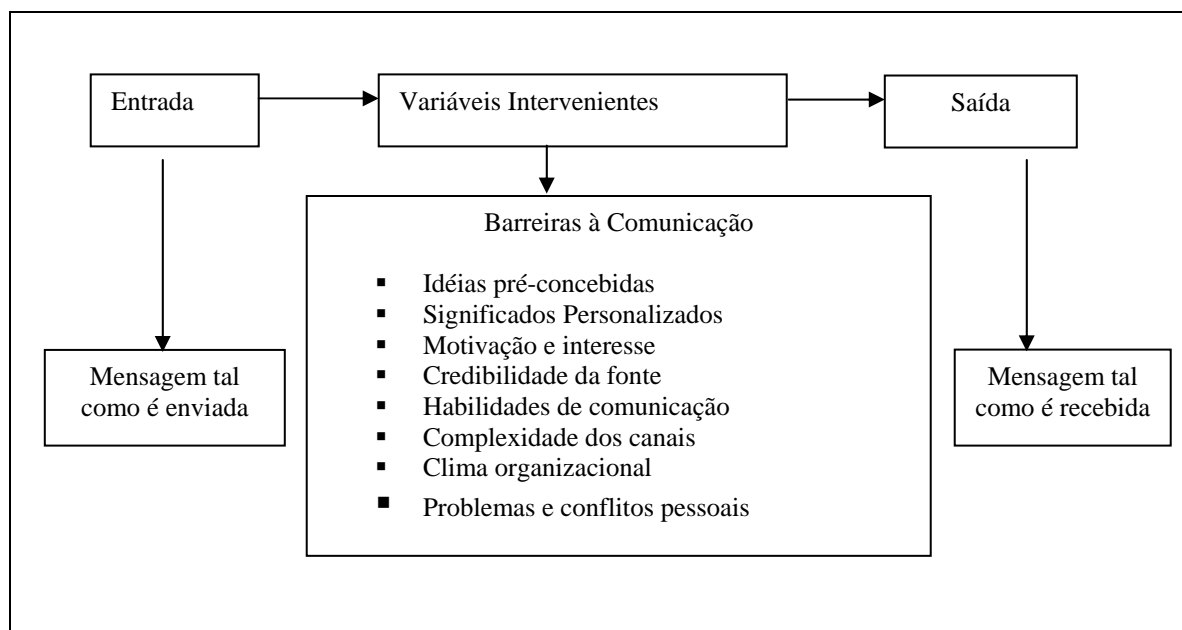 Entrada
Variáveis Intervenientes
Saída
Barreiras à Comunicação
▪ Idéias pré-concebidas
▪ Significados Personalizados
▪ Motivação e interesse
▪ Credibilidade da fonte
▪ Habilidades de comunicação
▪ Complexidade dos canais
▪ Clima organizacional
▪ Problemas e conflitos pessoais
Mensagem tal
como é enviada
Mensagem tal
como é recebida